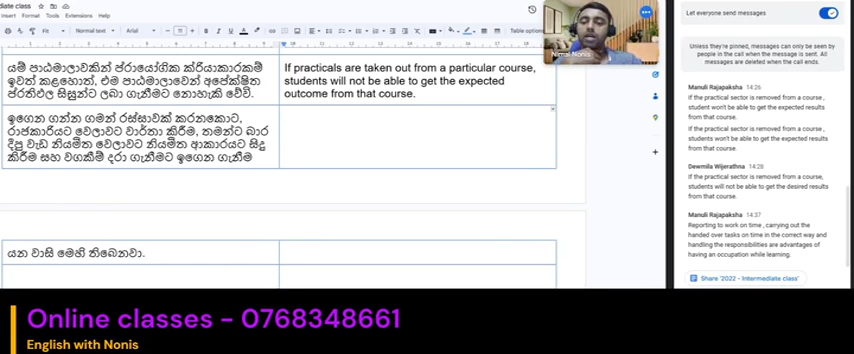 diate class
Insert Format Tools Extensions Help
Fit Normal text Arial 11 Table options
යම් පාඨමාලාවකින් ප්රායෝගික ක්රියාකාරකම්
ඉවත් කළහොත්, එම පාඨමාලාවෙන් අපේක්ෂිත
ප්රතිඵල සිසුන්ට ලබා ගැනීමට නොහැකි වේවි.
If practicals are taken out from a particular course,
students will not be able to get the expected
outcome from that course.
ඉගෙන ගන්න ගමන් රස්සාවක් කරනකොට,
රාජකාරියට වෙලාවට වාර්තා කිරීම, තමන්ට බාර
දීපු වැඩ නියමිත වෙලාවට නියමිත ආකාරයට සිදු
කිරීම සහ වගකීම් දරා ගැනීමට ඉගෙන ගැනීම
යන වාසි මෙහි තිබෙනවා.
Nimal Nonis
Let everyone send messages
Unless they're pinned, messages can only be seen by
people in the call when the message is sent. All
messages are deleted when the call ends.
Manuli Rajapaksha 14:26
If the practical sector is removed from a course ,
student won't be able to get the expected results
from that course.
If the practical sector is removed from a course ,
students won't be able to get the expected results
from that course.
Dewmila Wijerathna 14:28
If the practical sector is removed from a course,
students will not be able to get the desired results
from that course.
Manuli Rajapaksha 14:37
Reporting to work on time , carrying out the
handed over tasks on time in the correct way and
handling the responsibilities are advantages of
having an occupation while learning.
Share '2022 - Intermediate class'
Online classes - 0768348661
English with Nonis